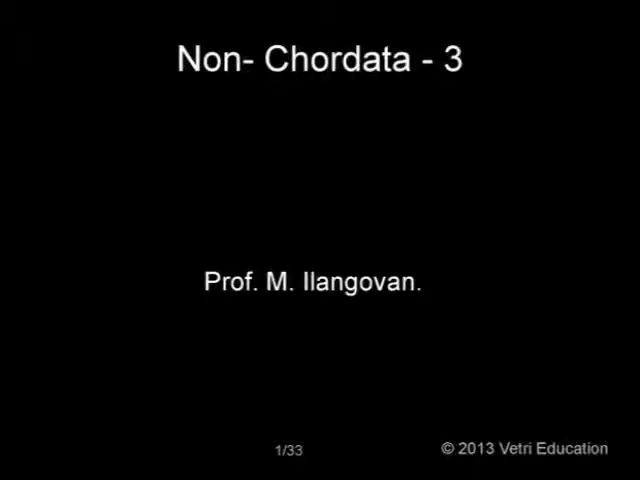 Non- Chordata - 3
Prof. M. Ilangovan.
1/33
© 2013 Vetri Education